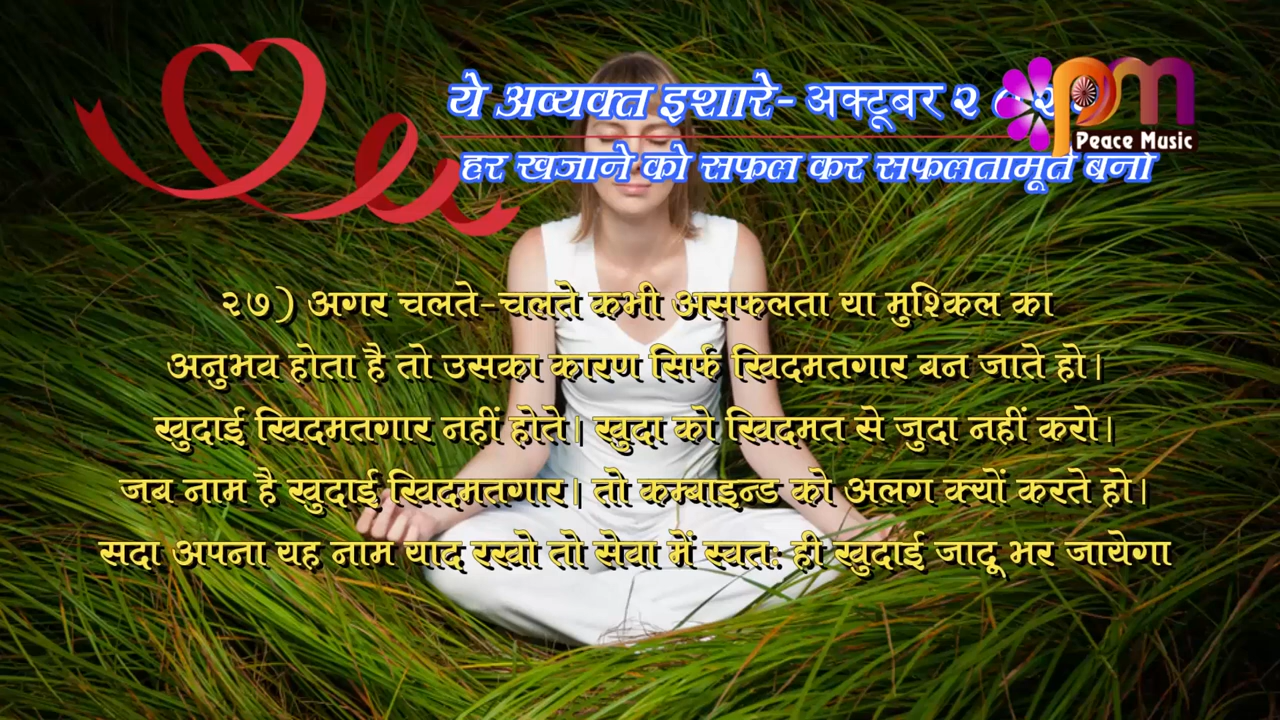 ये अव्यक्त इशारे- अक्टूबर
हर खजाने को सफल कर सफलतामूर्त बनो
pm
Peace Music
२७) अगर चलते-चलते कभी असफलता या मुश्किल का
अनुभव होता है तो उसका कारण सिर्फ खिदमतगार बन जाते हो।
खुदाई खिदमतगार नहीं होते। खुदा को खिदमत से जुदा नहीं करो।
जब नाम है खुदाई खिदमतगार। तो कम्बाइन्ड को अलग क्यों करते हो।
सदा अपना यह नाम याद रखो तो सेवा में स्वत: ही खुदाई जादू भर जायेगा